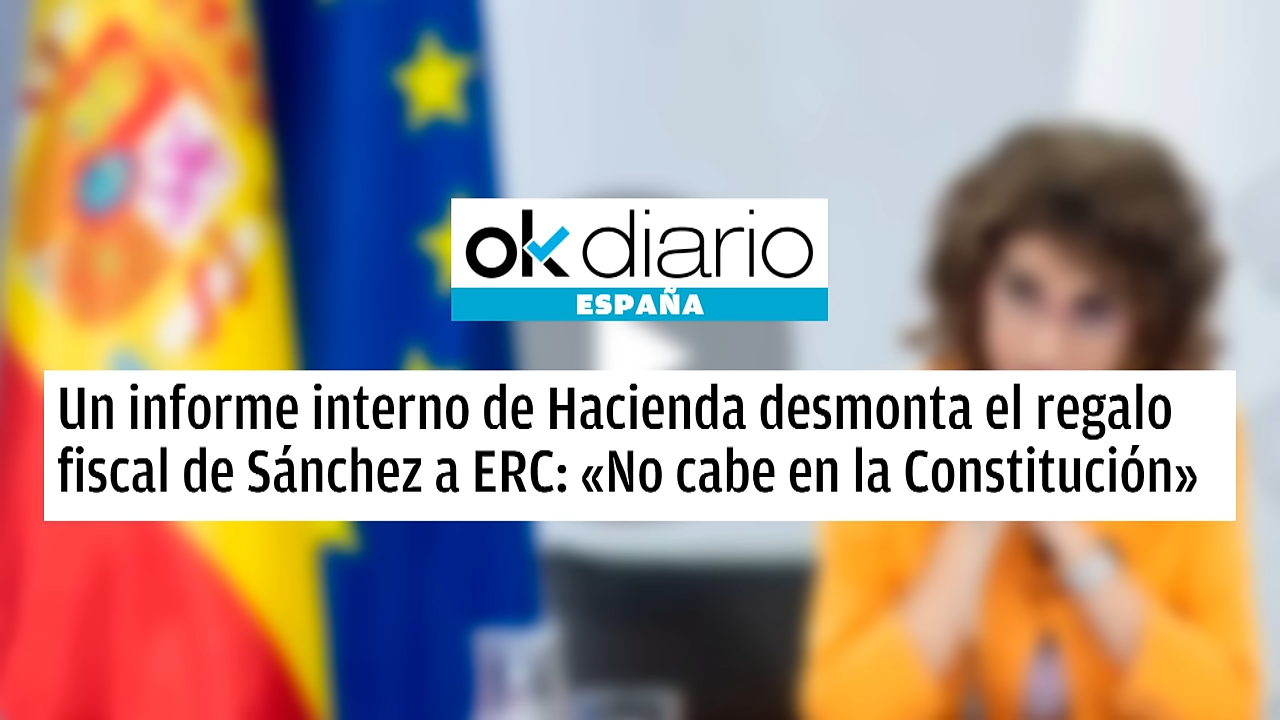 ok diario
ESPAÑA
Un informe interno de Hacienda desmonta el regalo
fiscal de Sánchez a ERC: «No cabe en la Constitución»